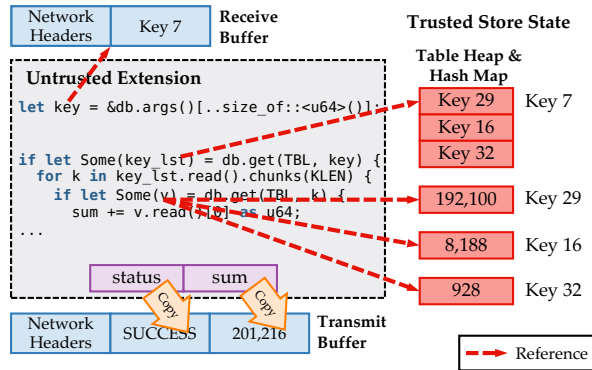 Network Headers
Key 7
Receive Buffer
Trusted Store State
Untrusted Extension
let key = &db.args()[..size_of::<u64>()];
if let Some(key_lst) = db.get(TBL, key) {
for k in key_lst.read().chunks(KLEN) {
if let Some(v) = db.get(TBL, k) {
sum += v.read()[0] as u64;
...
status
sum
Copy
Copy
Network Headers
SUCCESS
201,216
Transmit Buffer
Table Heap &
Hash Map
Key 29
Key 16
Key 32
Key 7
192,100
Key 29
8,188
Key 16
928
Key 32
Reference